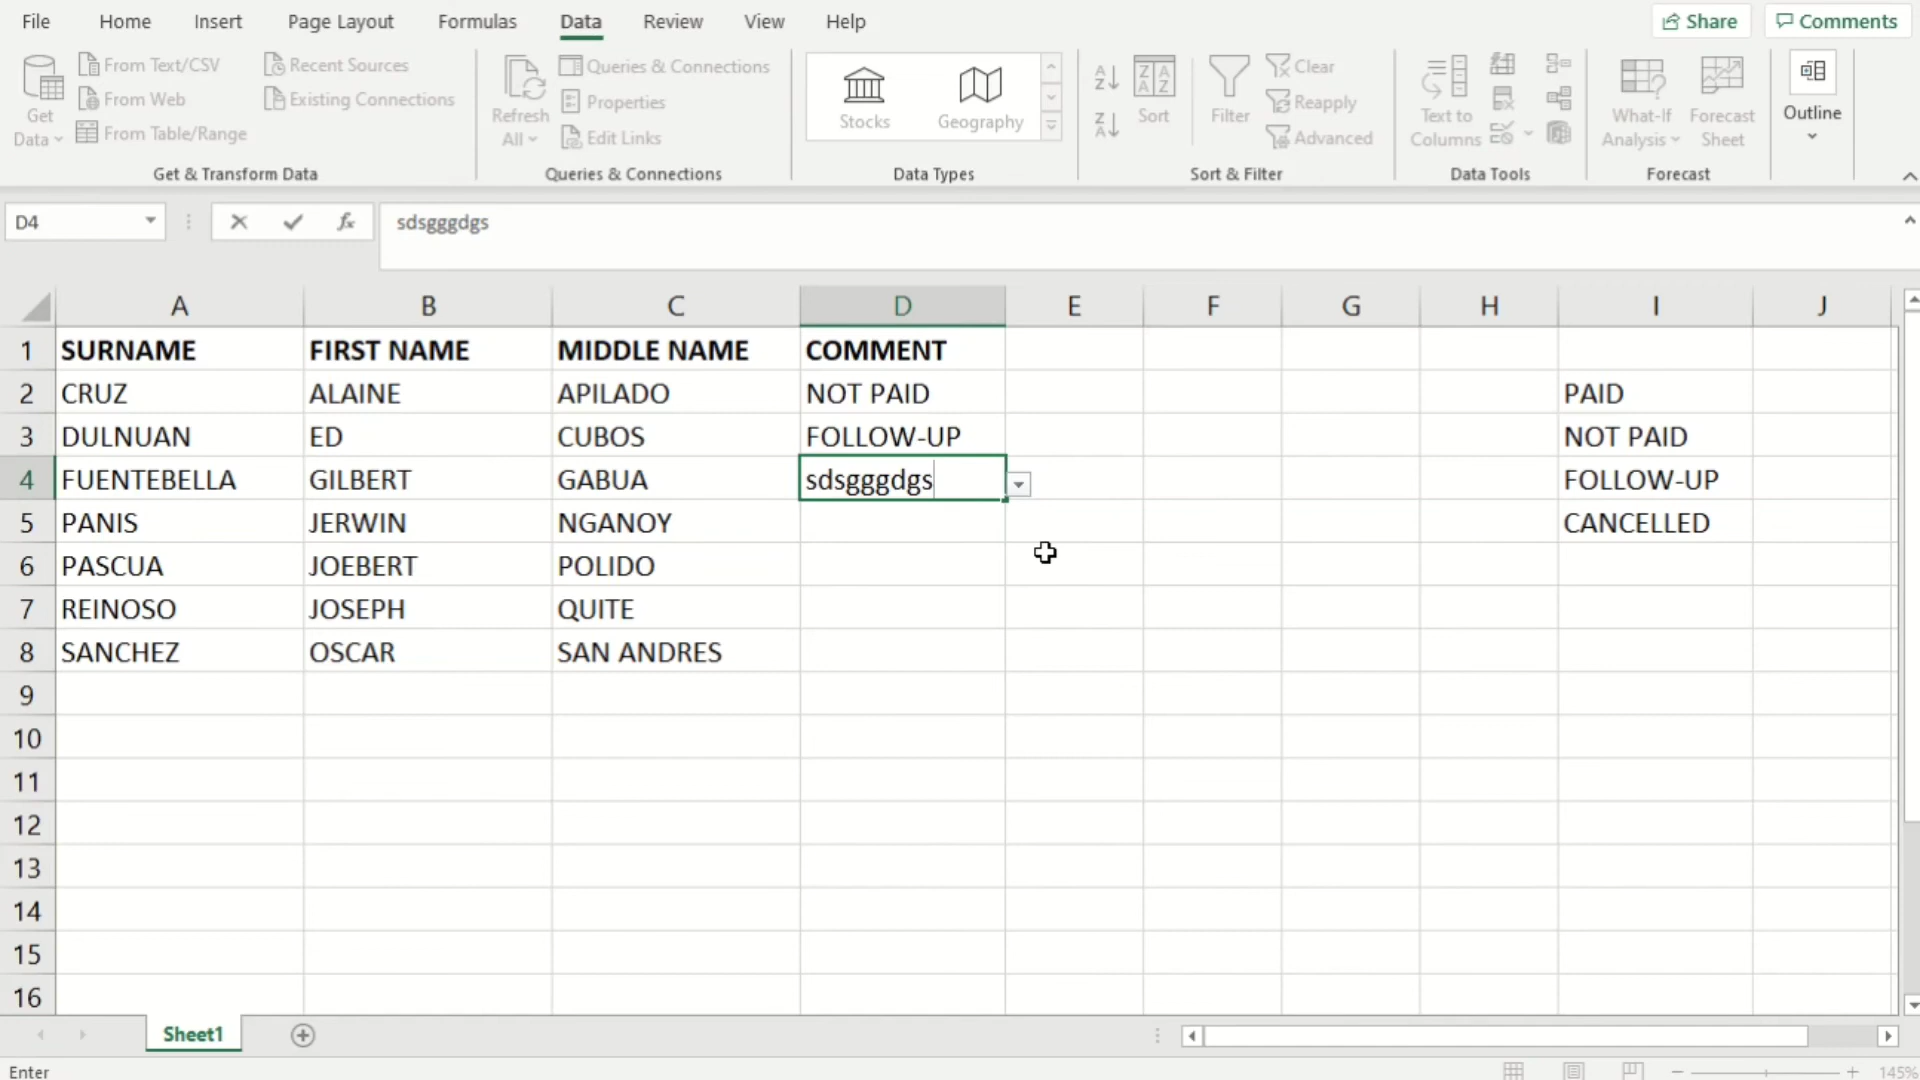 File Home Insert Page Layout Formulas Data Review View Help Share Comments
Get Data
From Text/CSV
From Web
From Table/Range
Recent Sources
Existing Connections
Get & Transform Data
Refresh All
Queries & Connections
Properties
Edit Links
Queries & Connections
Stocks
Geography
Data Types
Sort
Filter
Clear
Reapply
Advanced
Sort & Filter
Text to Columns
Data Tools
What-If Analysis
Forecast Sheet
Forecast
Outline
D4 fx sdsgggdgs
A B C D E F G H I J
1 SURNAME FIRST NAME MIDDLE NAME COMMENT
2 CRUZ ALAINE APILADO NOT PAID PAID
3 DULNUAN ED CUBOS FOLLOW-UP NOT PAID
4 FUENTEBELLA GILBERT GABUA sdsgggdgs FOLLOW-UP
5 PANIS JERWIN NGANOY CANCELLED
6 PASCUA JOEBERT POLIDO
7 REINOSO JOSEPH QUITE
8 SANCHEZ OSCAR SAN ANDRES
9
10
11
12
13
14
15
16
Sheet1
Enter 145%